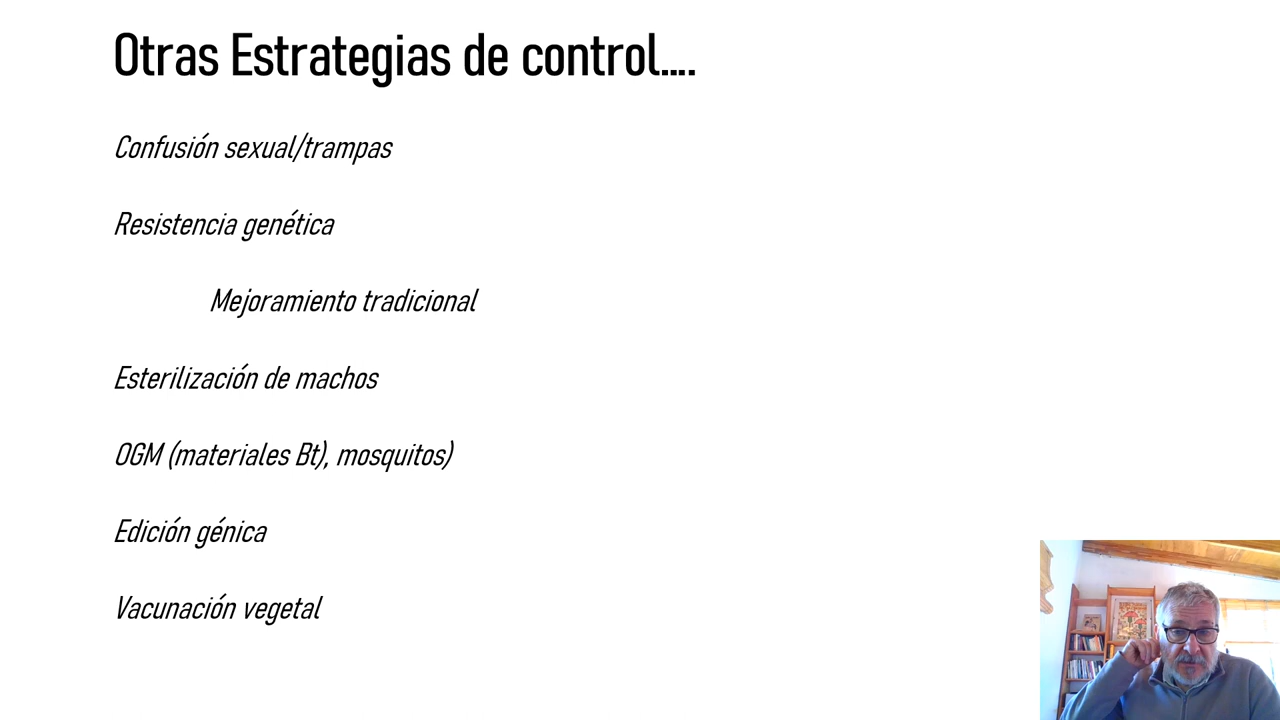 Otras Estrategias de control....
Confusión sexual/trampas
Resistencia genética
Mejoramiento tradicional
Esterilización de machos
OGM (materiales Bt), mosquitos)
Edición génica
Vacunación vegetal